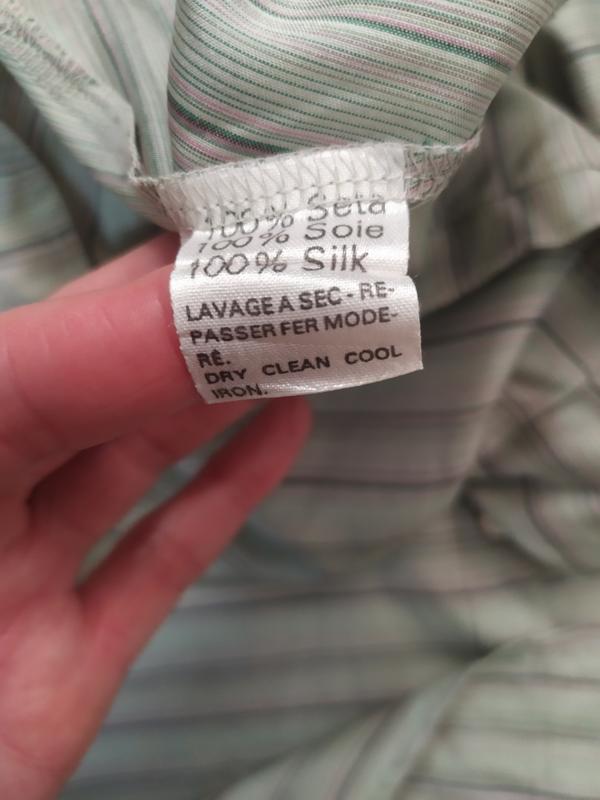 100% Seta
100% Soie
100% Silk
LAVAGE A SEC - RE-
PASSER FER MODE-
RÉ.
DRY CLEAN COOL
IRON.